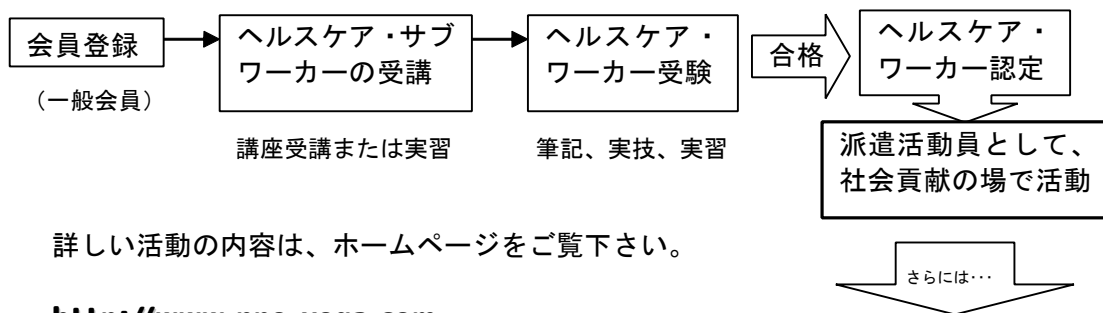 会員登録
（一般会員）
ヘルスケア・サブ
ワーカーの受講
講座受講または実習
ヘルスケア・
ワーカー受験
筆記、実技、実習
合格
ヘルスケア・
ワーカー認定
派遣活動員として、
社会貢献の場で活動
さらには・・・
詳しい活動の内容は、ホームページをご覧下さい。